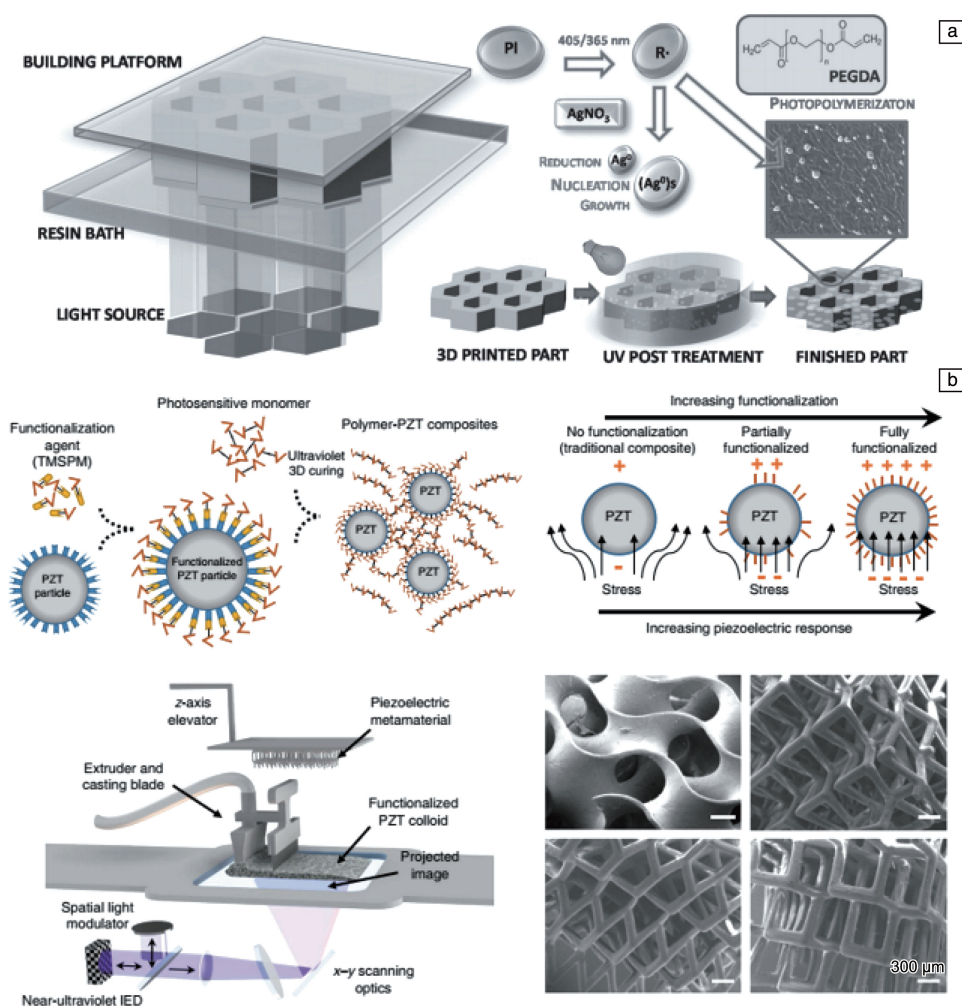 a
BUILDING PLATFORM
RESIN BATH
LIGHT SOURCE
PI
405/365 nm
R·
AgNO3
REDUCTION
Ag0
NUCLEATION
(Ag0)s
GROWTH
H2C
O
O
n
O
O
CH2
PEGDA
PHOTOPOLYMERIZATON
3D PRINTED PART
UV POST TREATMENT
FINISHED PART
b
Functionalization
agent
(TMSPM)
Photosensitive monomer
Ultraviolet
3D curing
Polymer-PZT composites
PZT
particle
Functionalized
PZT particle
PZT
PZT
PZT
Increasing functionalization
No functionalization
(traditional composite)
Partially
functionalized
Fully
functionalized
+
+ +
+ + + +
PZT
PZT
PZT
-
- -
- - - -
Stress
Stress
Stress
Increasing piezoelectric response
z-axis
elevator
Piezoelectric
metamaterial
Extruder and
casting blade
Functionalized
PZT colloid
Projected
image
Spatial light
modulator
x–y scanning
optics
Near-ultraviolet IED
300 µm